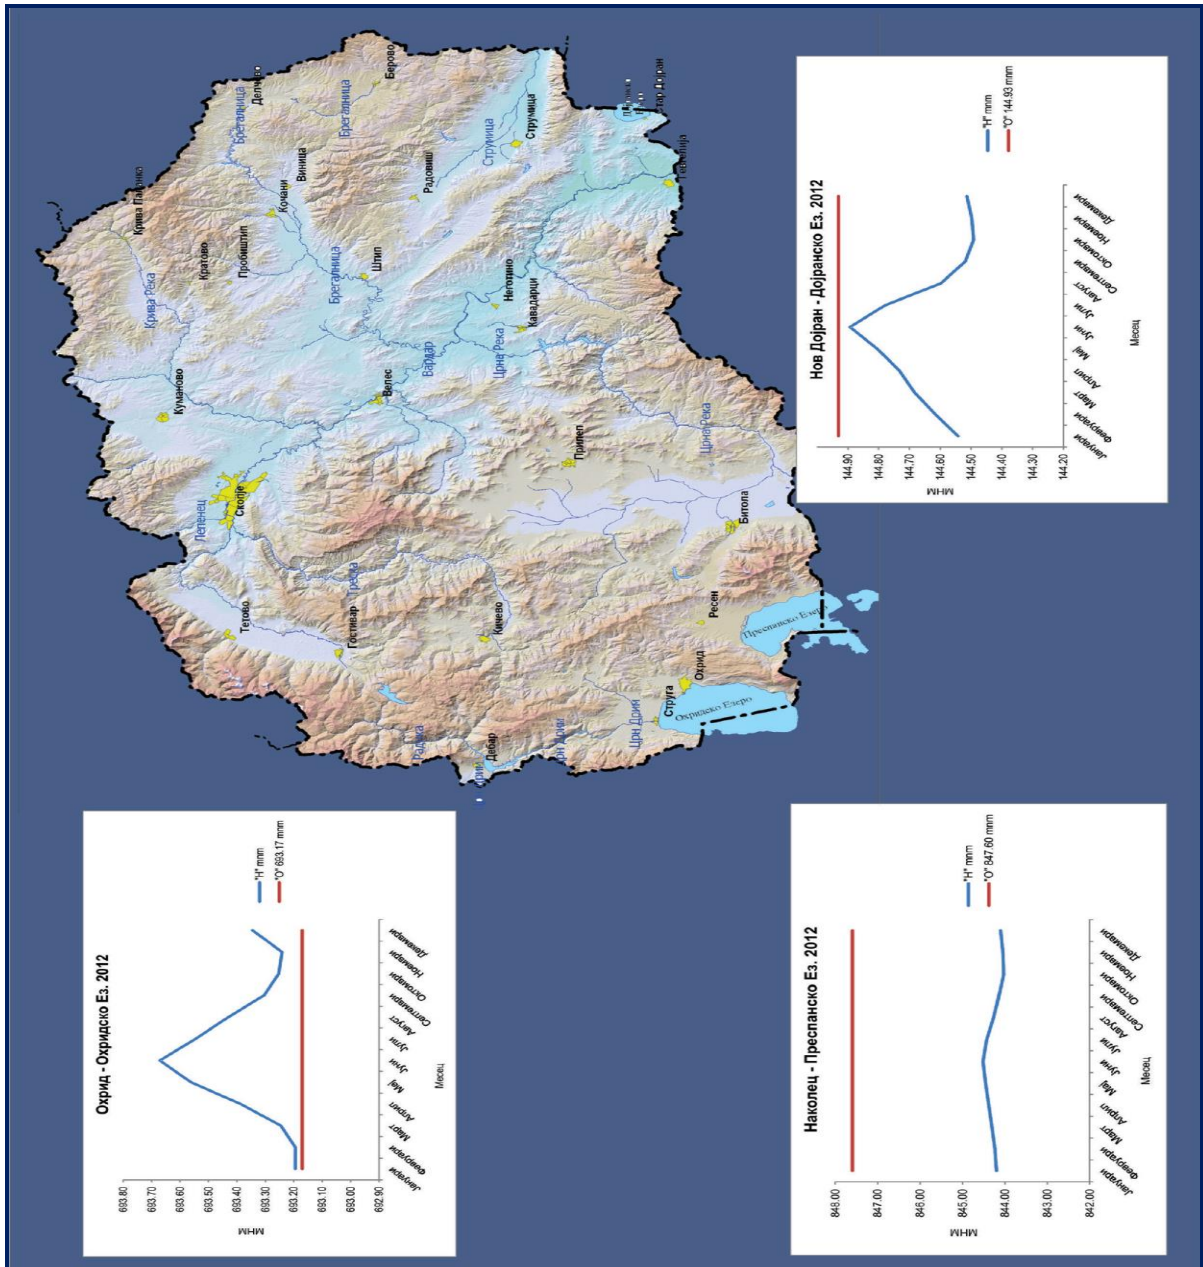 Охрид -Охридско Ез. 2012
693.80
693.70
693.60
693.50
693.40
693.30
693.20
693.10
693.00
692.90
МНМ
Јануари
Февруари
Март
Април
Мај
Јуни
Јули
Август
Септември
Октомври
Ноември
Декември
Месец
"H" mnm
"O" 693.17 mnm
Наколец - Преспанско Ез. 2012
848.00
847.00
846.00
845.00
844.00
843.00
842.00
МНМ
Јануари
Февруари
Март
Април
Мај
Јуни
Јули
Август
Септември
Октомври
Ноември
Декември
Месец
"H" mnm
"O" 847.60 mnm
Тетово
Лепенец
Скопје
Куманово
Крива Река
Крива Паланка
Кратово
Пробиштип
Кочани
Виница
Брегалница
Делчево
Брегалница
Берово
Гостивар
Треска
Велес
Брегалница
Штип
Радовиш
Радика
Вардар
Дебар
Кичево
Црна Река
Неготино
Кавадарци
Струмица
Струмица
Прилеп
Црн Дрим
Струга
Охрид
Охридско Езеро
Ресен
Преспанско Езеро
Битола
Црна Река
Нов Дојран - Дојранско Ез. 2012
144.90
144.80
144.70
144.60
144.50
144.40
144.30
144.20
МНМ
Јануари
Февруари
Март
Април
Мај
Јуни
Јули
Август
Септември
Октомври
Ноември
Декември
Месец
"H" mnm
"O" 144.93 mnm